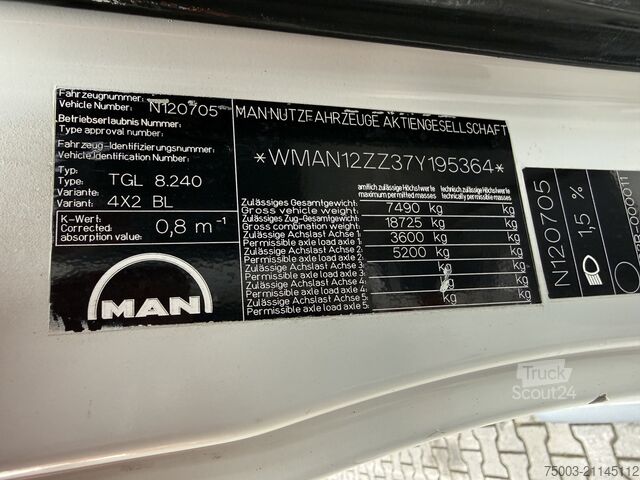 Fahrzeugnummer:
Vehicle Number: N120705
Betriebserlaubnis Nummer:
Type approval number:
Fahrzeug-Identifizierungsnummer:
Vehicle Identification Number:
Typ:
Type: TGL 8.240
Variante:
Variant: 4X2 BL
K-Wert:
Corrected
absorption value: 0,8 m⁻¹
MAN
MAN-NUTZFAHRZEUGE AKTIENGESELLSCHAFT
*WMAN12ZZ37Y195364*
amtlich zulässige Höchstwerte technisch zulässige Höchstwerte
maximum permitted masses technically permissible masses
Zulässiges Gesamtgewicht:
Gross vehicle weight: 7490 kg kg
Zulässiges Zug-Gesamtgewicht:
Gross combination weight: 18725 kg kg
Zulässige Achslast Achse 1:
Permissible axle load axle 1: 3600 kg kg
Zulässige Achslast Achse 2:
Permissible axle load axle 2: 5200 kg kg
Zulässige Achslast Achse 3:
Permissible axle load axle 3: kg kg
Zulässige Achslast Achse 4:
Permissible axle load axle 4: kg kg
Zulässige Achslast Achse 5:
Permissible axle load axle 5: kg kg
N120705
1,5 %
Truck
Scout24
75003-21145112